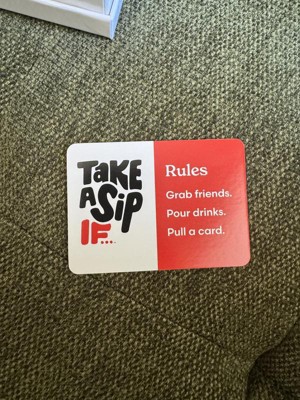 TAKE
A SIP
IF...
Rules
Grab friends.
Pour drinks.
Pull a card.